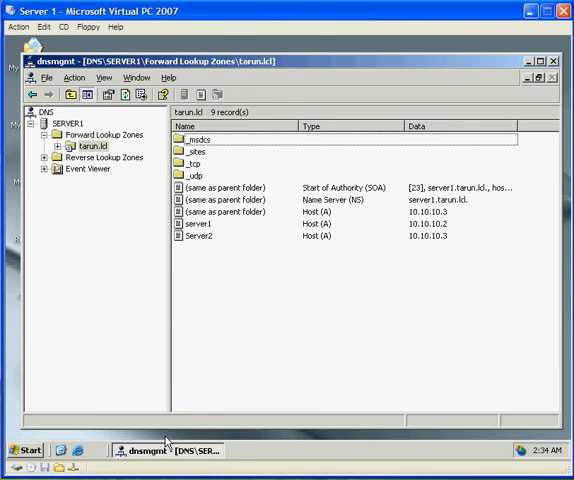 Server 1 - Microsoft Virtual PC 2007
Action Edit CD Floppy Help
dnsmgmt - [DNS\SERVER1\Forward Lookup Zones\tarun.lcl]
File Action View Window Help
DNS
SERVER1
Forward Lookup Zones
tarun.lcl
Reverse Lookup Zones
Event Viewer
tarun.lcl 9 record(s)
Name Type Data
_msdcs
_sites
_tcp
_udp
(same as parent folder) Start of Authority (SOA) [23], server1.tarun.lcl., hos...
(same as parent folder) Name Server (NS) server1.tarun.lcl.
(same as parent folder) Host (A) 10.10.10.3
server1 Host (A) 10.10.10.2
Server2 Host (A) 10.10.10.3
Start dnsmgmt - [DNS\SER... 2:34 AM